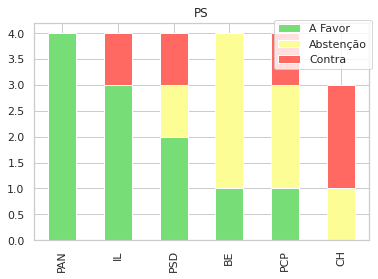 PS
A Favor
Abstenção
Contra
4.0
3.5
3.0
2.5
2.0
1.5
1.0
0.5
0.0
PAN
IL
PSD
BE
PCP
CH